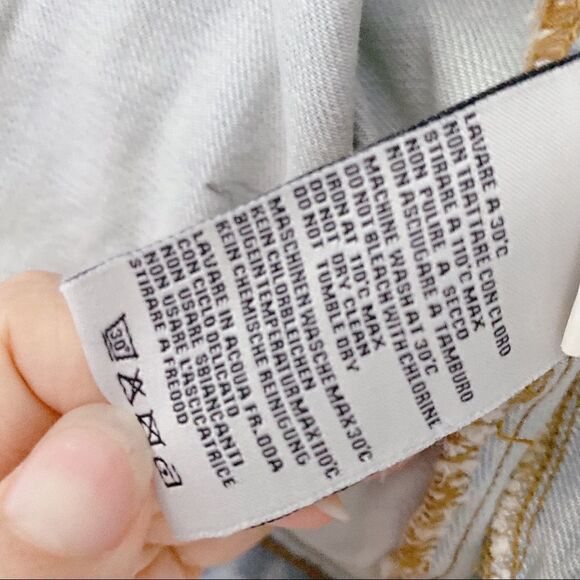 LAVARE A 30°C
NON TRATTARE CON CLORO
STIRARE A 110°C MAX
NON PULIRE A SECCO
NON ASCIUGARE A TAMBURO
MACHINE WASH AT 30°C
DO NOT BLEACH WITH CHLORINE
IRON AT 110°C MAX
DO NOT DRY CLEAN
DO NOT TUMBLE DRY
MASCHINENWASCHE MAX 30°C
KEIN CHLORBLEICHEN
BUGEINTEMPERATUR MAX 110°C
KEIN CHEMISCHE REINIGUNG
LAVARE IN ACQUA FR.DDA
CON CICLO DELICATO
NON USARE SBIANCANTI
NON USARE L'ASCICATRICE
STIRARE A FREDDO
30°